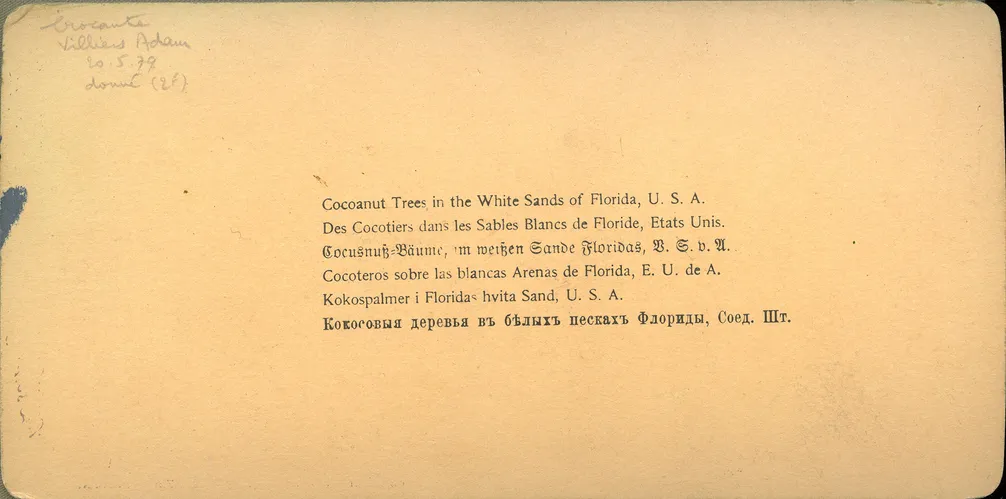 Brocante
Villiers Adam
20.5.79
donné (2F)
Cocoanut Trees in the White Sands of Florida, U. S. A.
Des Cocotiers dans les Sables Blancs de Floride, Etats Unis.
Cocusnuß-Bäume, im weißen Sande Floridas, V. S. v. A.
Cocoteros sobre las blancas Arenas de Florida, E. U. de A.
Kokospalmer i Floridas hvita Sand, U. S. A.
Кокосовыя деревья въ бѣлыхъ пескахъ Флориды, Соед. Шт.